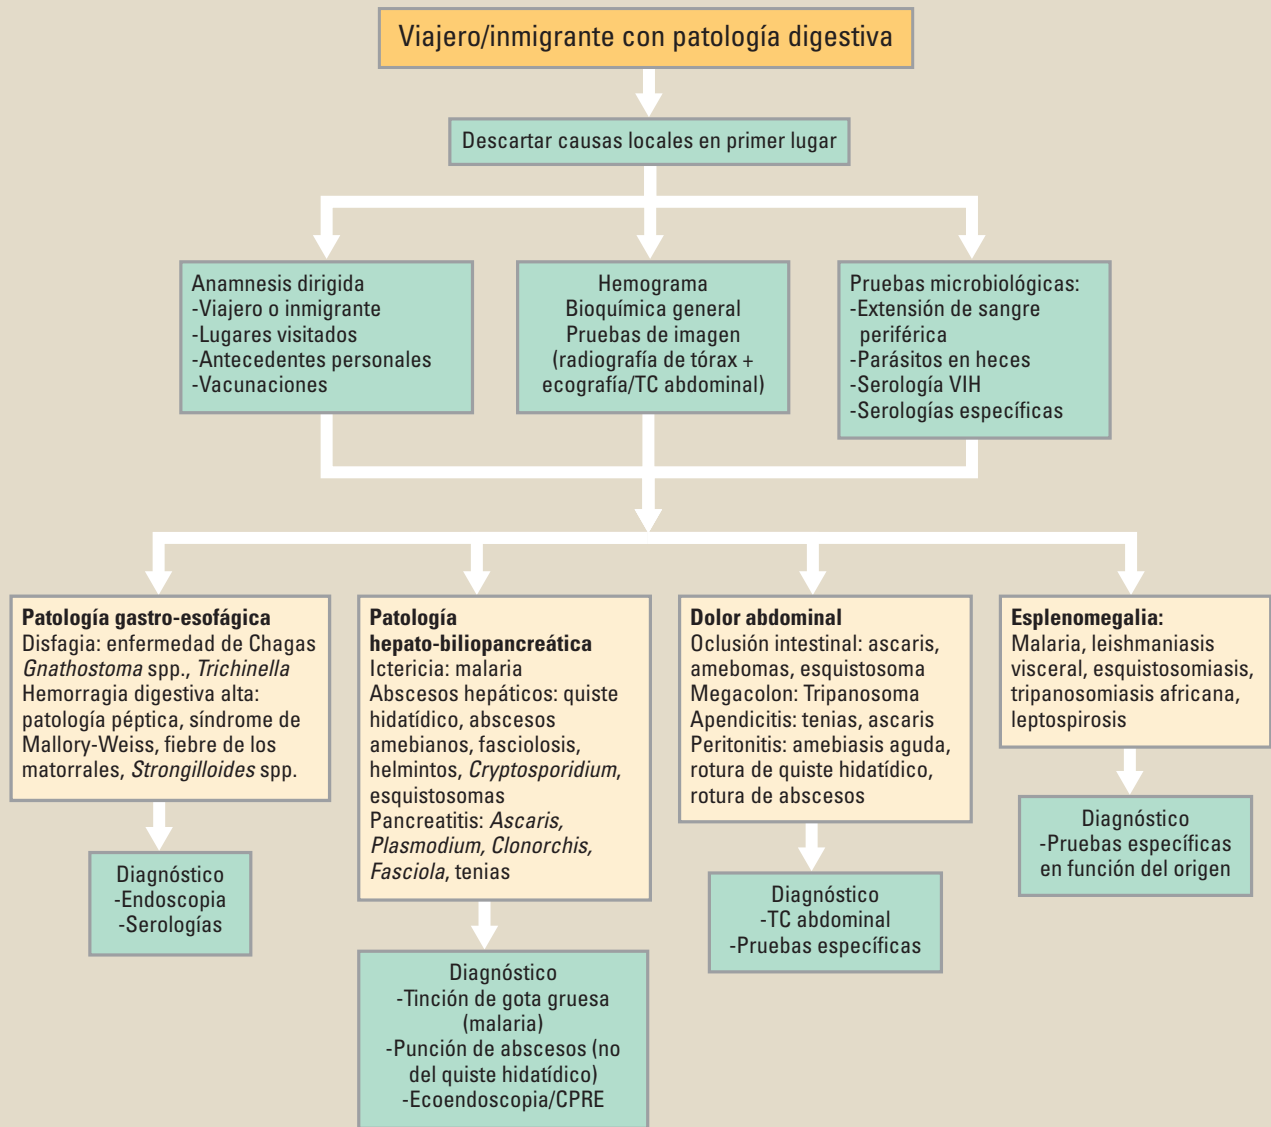 Viajero/inmigrante con patología digestiva
Descartar causas locales en primer lugar
Anamnesis dirigida
-Viajero o inmigrante
-Lugares visitados
-Antecedentes personales
-Vacunaciones
Hemograma
Bioquímica general
Pruebas de imagen
(radiografía de tórax +
ecografía/TC abdominal)
Pruebas microbiológicas:
-Extensión de sangre
periférica
-Parásitos en heces
-Serología VIH
-Serologías específicas
Patología gastro-esofágica
Disfagia: enfermedad de Chagas
Gnathostoma spp., Trichinella
Hemorragia digestiva alta:
patología péptica, síndrome de
Mallory-Weiss, fiebre de los
matorrales, Strongilloides spp.
Diagnóstico
-Endoscopia
-Serologías
Patología
hepato-biliopancreática
Ictericia: malaria
Abscesos hepáticos: quiste
hidatídico, abscesos
amebianos, fasciolosis,
helmintos, Cryptosporidium,
esquistosomas
Pancreatitis: Ascaris,
Plasmodium, Clonorchis,
Fasciola, tenias
Diagnóstico
-Tinción de gota gruesa
(malaria)
-Punción de abscesos (no
del quiste hidatídico)
-Ecoendoscopia/CPRE
Dolor abdominal
Oclusión intestinal: ascaris,
amebomas, esquistosoma
Megacolon: Tripanosoma
Apendicitis: tenias, ascaris
Peritonitis: amebiasis aguda,
rotura de quiste hidatídico,
rotura de abscesos
Diagnóstico
-TC abdominal
-Pruebas específicas
Esplenomegalia:
Malaria, leishmaniasis
visceral, esquistosomiasis,
tripanosomiasis africana,
leptospirosis
Diagnóstico
-Pruebas específicas
en función del origen